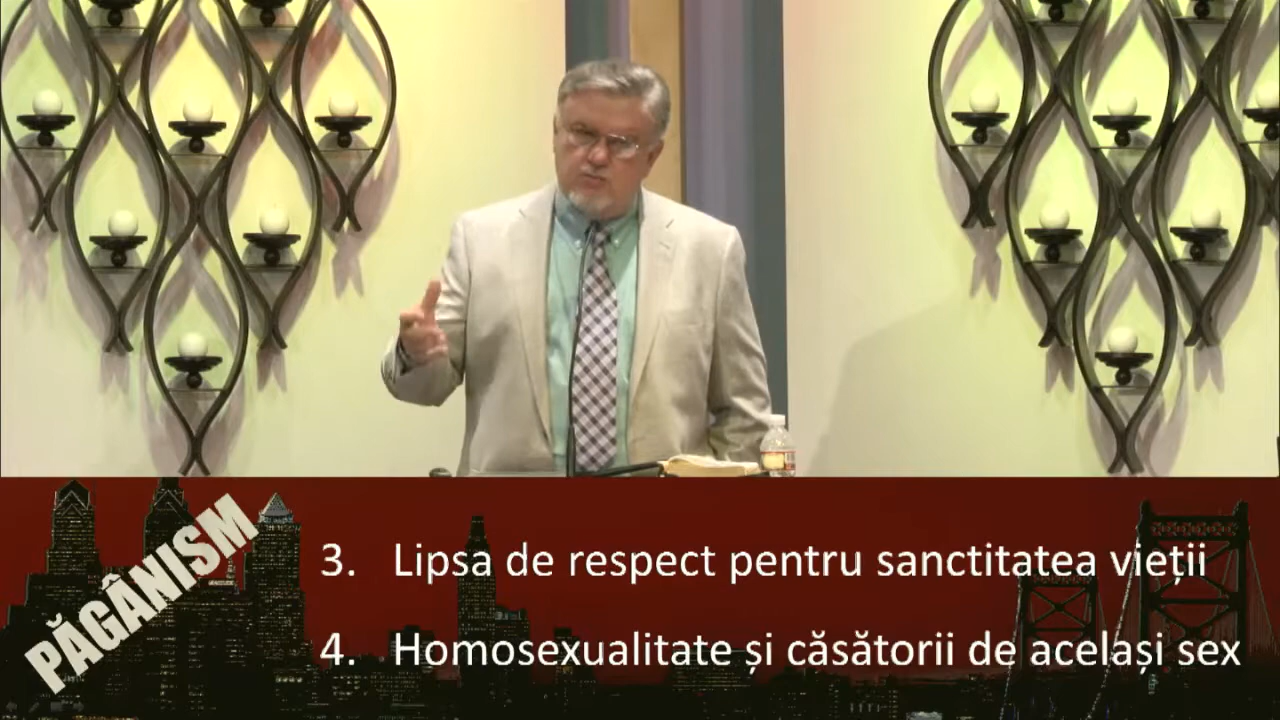 PĂGÂNISM
3. Lipsa de respect pentru sanctitatea vieții
4. Homosexualitate și căsătorii de același sex